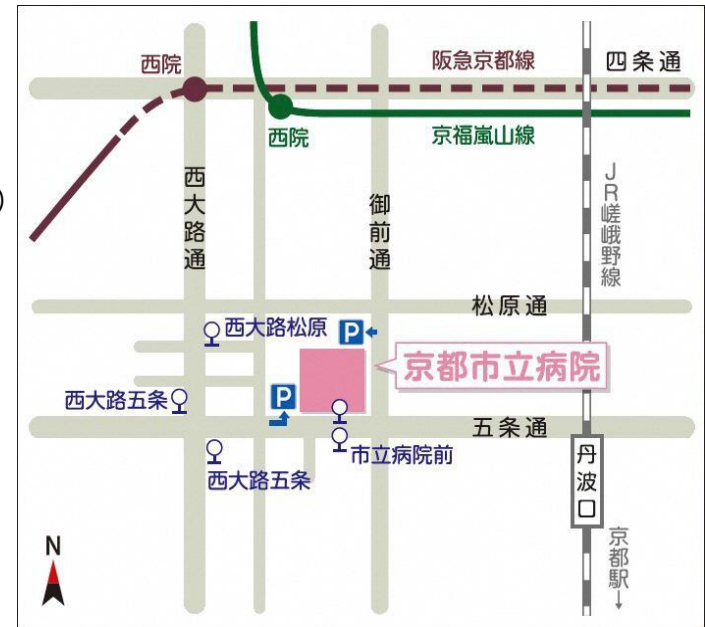 西院
阪急京都線
四条通
西院
京福嵐山線
)
西大路通
御前通
JR嵯峨野線
松原通
西大路松原
P
京都市立病院
西大路五条
P
五条通
市立病院前
西大路五条
丹波口
N
京都駅→